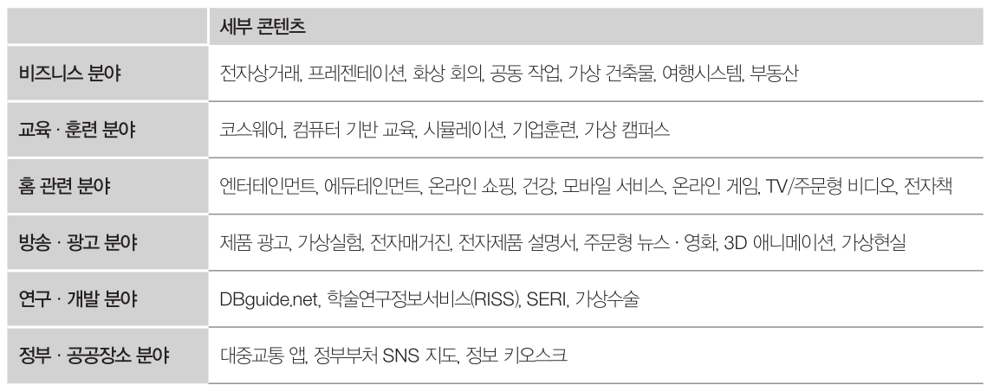 세부 콘텐츠
비즈니스 분야 전자상거래, 프레젠테이션, 화상 회의, 공동 작업, 가상 건축물, 여행시스템, 부동산
교육 · 훈련 분야 코스웨어, 컴퓨터 기반 교육, 시뮬레이션, 기업훈련, 가상 캠퍼스
홈 관련 분야 엔터테인먼트, 에듀테인먼트, 온라인 쇼핑, 건강, 모바일 서비스, 온라인 게임, TV/주문형 비디오, 전자책
방송 · 광고 분야 제품 광고, 가상실험, 전자매거진, 전자제품 설명서, 주문형 뉴스 · 영화, 3D 애니메이션, 가상현실
연구 · 개발 분야 DBguide.net, 학술연구정보서비스(RISS), SERI, 가상수술
정부 · 공공장소 분야 대중교통 앱, 정부부처 SNS 지도, 정보 키오스크